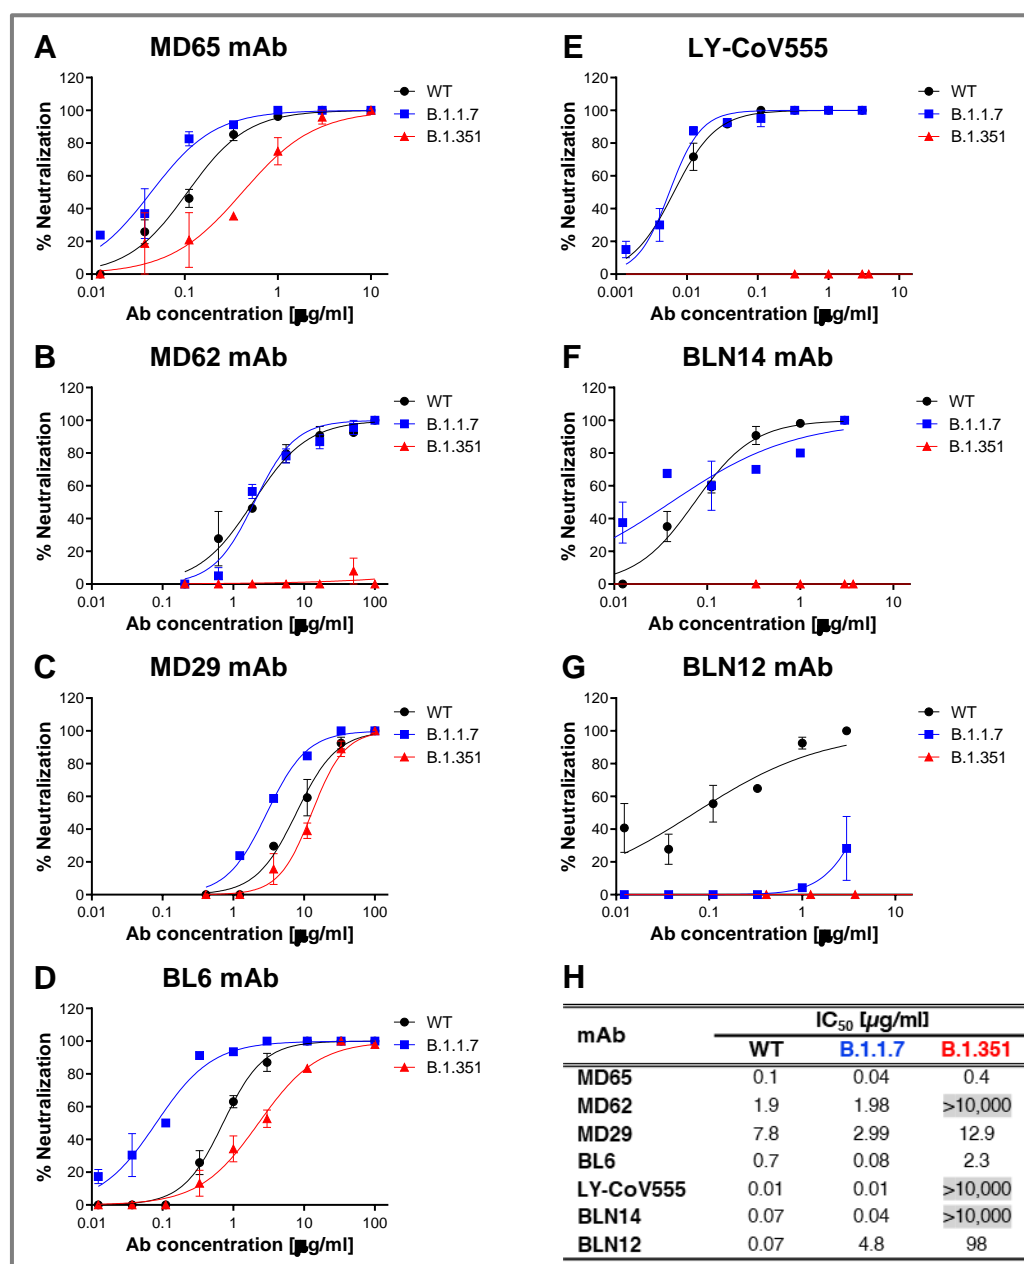 A
MD65 mAb
% Neutralization
120
100
80
60
40
20
0
0.01
0.1
1
10
Ab concentration [μg/ml]
WT
B.1.1.7
B.1.351
B
MD62 mAb
% Neutralization
120
100
80
60
40
20
0
0.01
0.1
1
10
100
Ab concentration [μg/ml]
WT
B.1.1.7
B.1.351
C
MD29 mAb
% Neutralization
120
100
80
60
40
20
0
0.01
0.1
1
10
100
Ab concentration [μg/ml]
WT
B.1.1.7
B.1.351
D
BL6 mAb
% Neutralization
120
100
80
60
40
20
0
0.01
0.1
1
10
100
Ab concentration [μg/ml]
WT
B.1.1.7
B.1.351
E
LY-CoV555
% Neutralization
120
100
80
60
40
20
0
0.001
0.01
0.1
1
10
Ab concentration [μg/ml]
WT
B.1.1.7
B.1.351
F
BLN14 mAb
% Neutralization
120
100
80
60
40
20
0
0.01
0.1
1
10
Ab concentration [μg/ml]
WT
B.1.1.7
B.1.351
G
BLN12 mAb
% Neutralization
120
100
80
60
40
20
0
0.01
0.1
1
10
Ab concentration [μg/ml]
WT
B.1.1.7
B.1.351
H
mAb IC50 [μg/ml]
WT B.1.1.7 B.1.351
MD65 0.1 0.04 0.4
MD62 1.9 1.98 >10,000
MD29 7.8 2.99 12.9
BL6 0.7 0.08 2.3
LY-CoV555 0.01 0.01 >10,000
BLN14 0.07 0.04 >10,000
BLN12 0.07 4.8 98